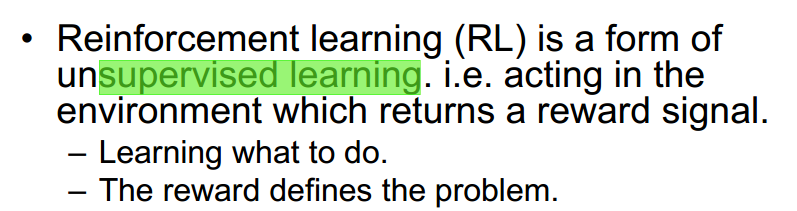 • Reinforcement learning (RL) is a form of
unsupervised learning. i.e. acting in the
environment which returns a reward signal.
– Learning what to do.
– The reward defines the problem.